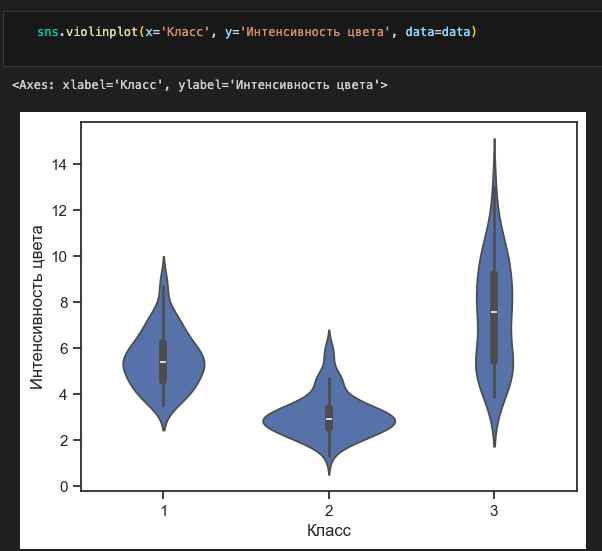 sns.violinplot(x='Класс', y='Интенсивность цвета', data=data)
<Axes: xlabel='Класс', ylabel='Интенсивность цвета'>
14
12
10
8
6
4
2
0
Интенсивность цвета
1 2 3
Класс